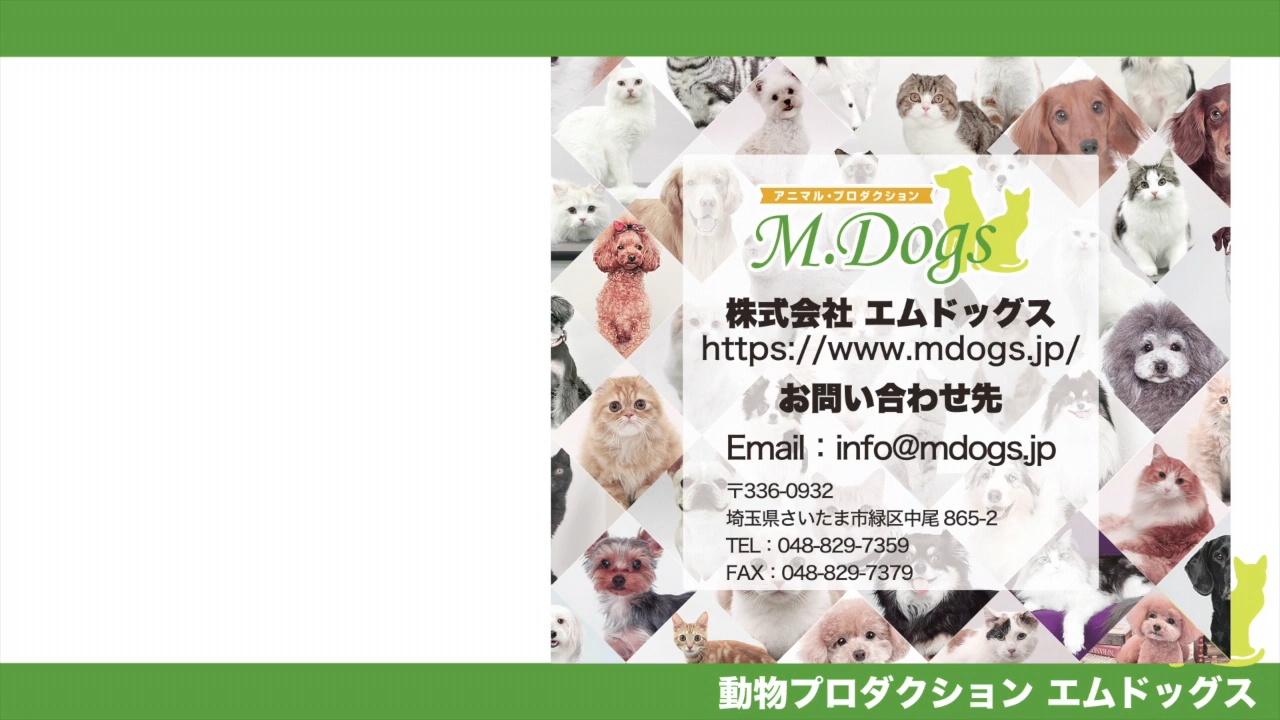 アニマル・プロダクション
M.Dogs
株式会社 エムドッグス
https://www.mdogs.jp/
お問い合わせ先
Email：info@mdogs.jp
〒336-0932
埼玉県さいたま市緑区中尾 865-2
TEL：048-829-7359
FAX：048-829-7379
動物プロダクション エムドッグス